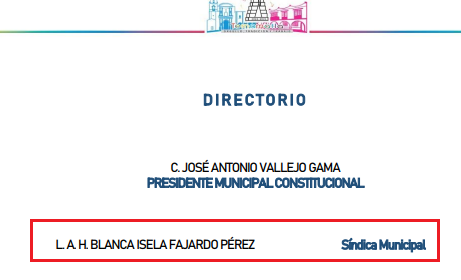 DIRECTORIO
C. JOSÉ ANTONIO VALLEJO GAMA
PRESIDENTE MUNICIPAL CONSTITUCIONAL
L. A. H. BLANCA ISELA FAJARDO PÉREZ Síndica Municipal